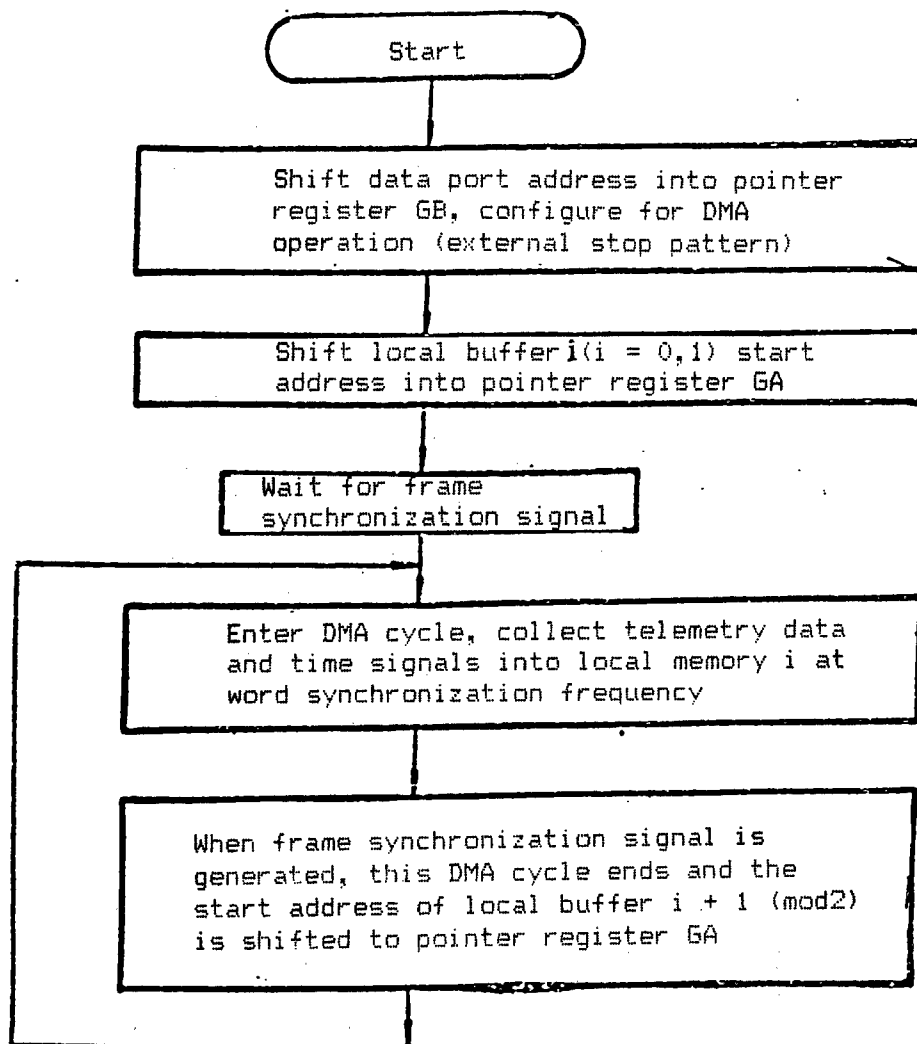 Start
Shift data port address into pointer
register GB, configure for DMA
operation (external stop pattern)
Shift local buffer i(i = 0,1) start
address into pointer register GA
Wait for frame
synchronization signal
Enter DMA cycle, collect telemetry data
and time signals into local memory i at
word synchronization frequency
When frame synchronization signal is
generated, this DMA cycle ends and the
start address of local buffer i + 1 (mod2)
is shifted to pointer register GA